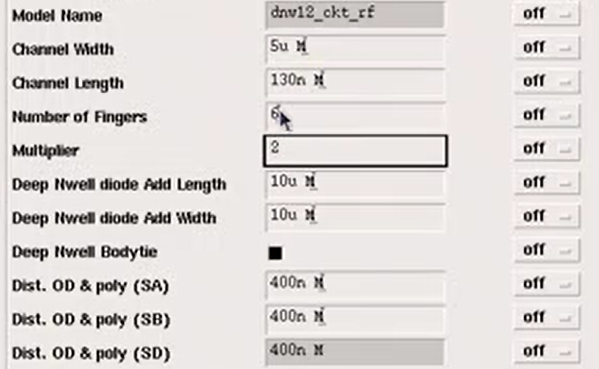 Model Name dnw12_ckt_rf off
Channel Width 5u M off
Channel Length 130n M off
Number of Fingers 6 off
Multiplier 2 off
Deep Nwell diode Add Length 10u M off
Deep Nwell diode Add Width 10u M off
Deep Nwell Bodytie off
Dist. OD & poly (SA) 400n M off
Dist. OD & poly (SB) 400n M off
Dist. OD & poly (SD) 400n M off